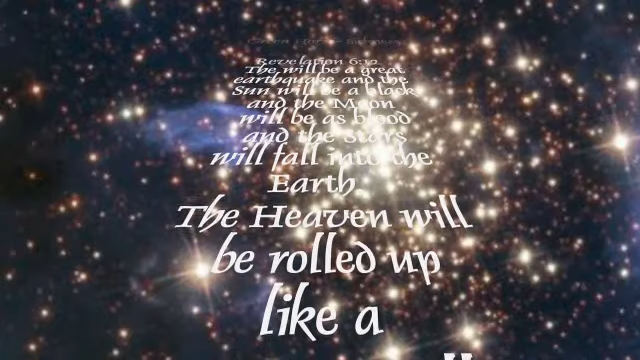 Revelation 6:12
The will be a great
earthquake and the
Sun will be a black
and the Moon
will be as blood
and the Stars
will fall into the
Earth
The Heaven will
be rolled up
like a